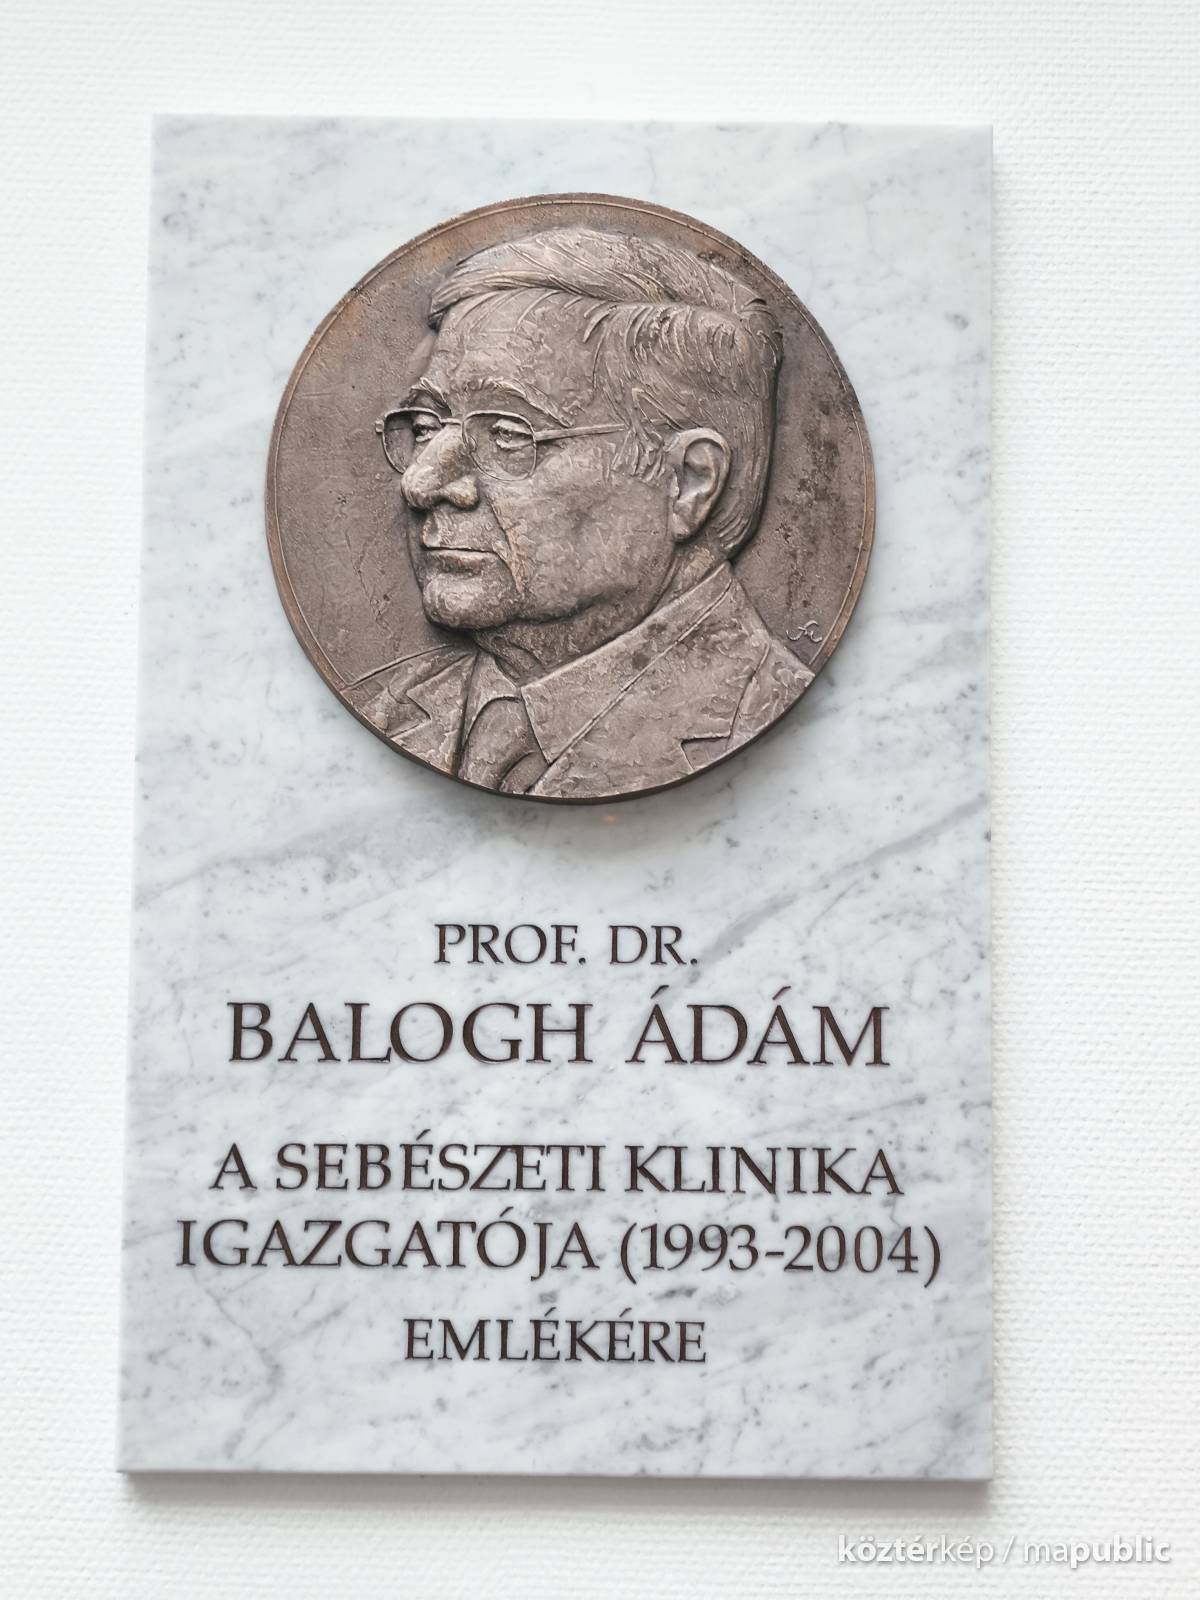 PROF. DR.
BALOGH ÁDÁM
A SEBÉSZETI KLINIKA
IGAZGATÓJA (1993-2004)
EMLÉKÉRE
köztérkép / mapublic